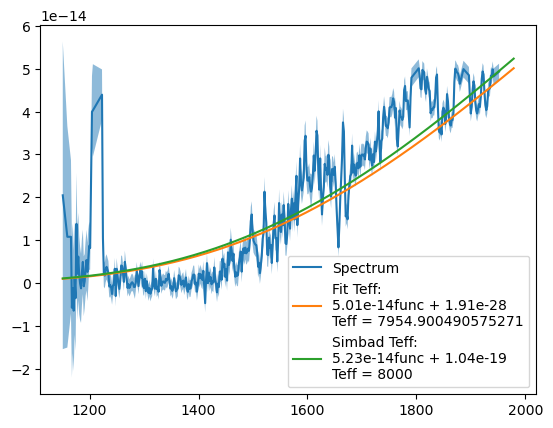 1e−14
6
5
4
3
2
1
0
−1
−2
1200
1400
1600
1800
2000
Spectrum
Fit Teff:
5.01e-14func + 1.91e-28
Teff = 7954.900490575271
Simbad Teff:
5.23e-14func + 1.04e-19
Teff = 8000